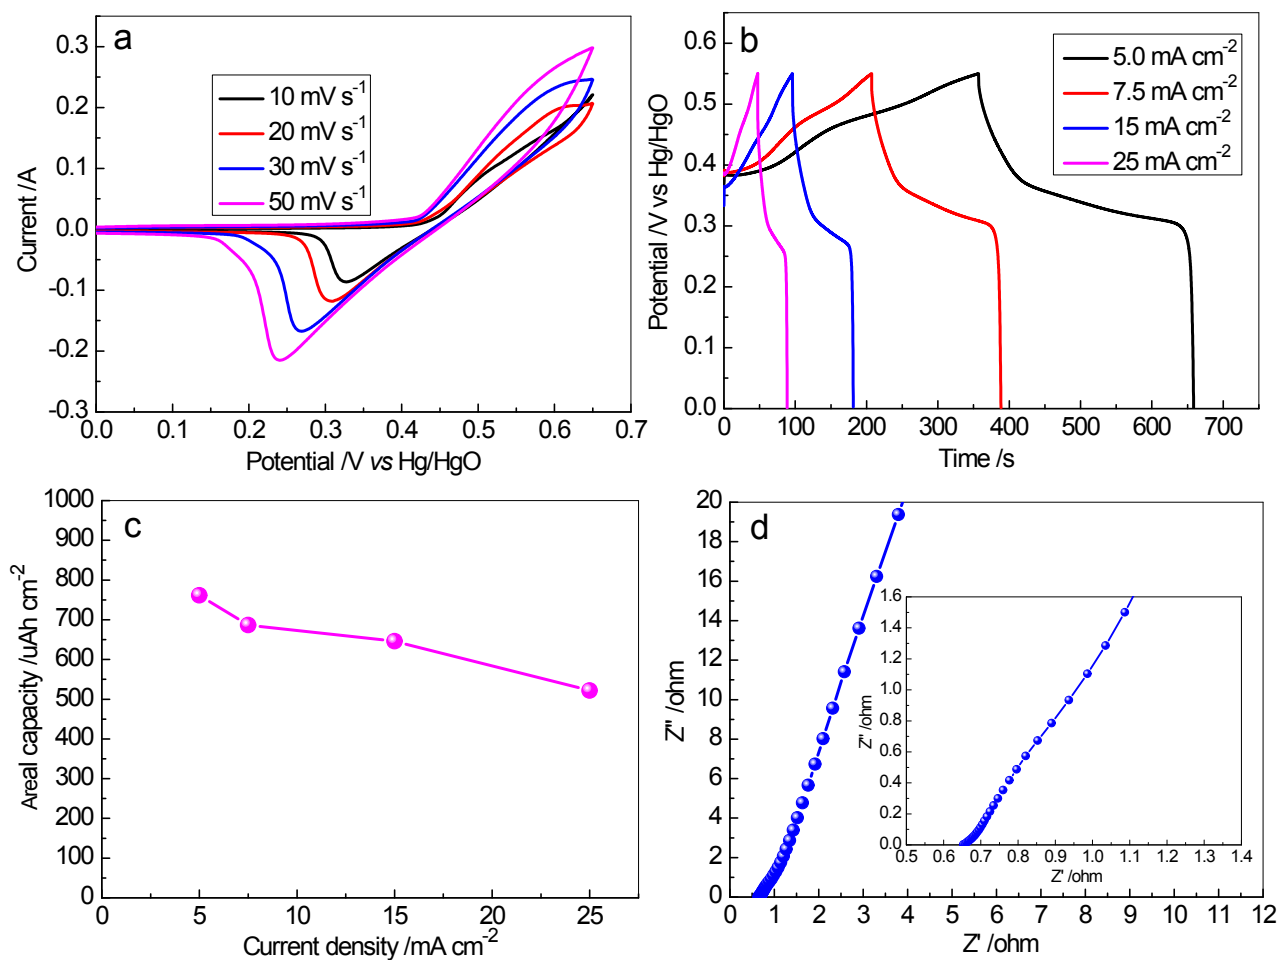 a
10 mV s⁻¹
20 mV s⁻¹
30 mV s⁻¹
50 mV s⁻¹
0.3
0.2
0.1
0.0
-0.1
-0.2
-0.3
Current /A
0.0 0.1 0.2 0.3 0.4 0.5 0.6 0.7
Potential /V vs Hg/HgO
b
5.0 mA cm⁻²
7.5 mA cm⁻²
15 mA cm⁻²
25 mA cm⁻²
0.6
0.5
0.4
0.3
0.2
0.1
0.0
Potential /V vs Hg/HgO
0 100 200 300 400 500 600 700
Time /s
c
1000
900
800
700
600
500
400
300
200
100
0
Areal capacity /uAh cm⁻²
0 5 10 15 20 25
Current density /mA cm⁻²
d
20
18
16
14
12
10
8
6
4
2
0
Z'' /ohm
0 1 2 3 4 5 6 7 8 9 10 11 12
Z' /ohm
1.6
1.4
1.2
1.0
0.8
0.6
0.4
0.2
0.0
Z'' /ohm
0.5 0.6 0.7 0.8 0.9 1.0 1.1 1.2 1.3 1.4
Z' /ohm